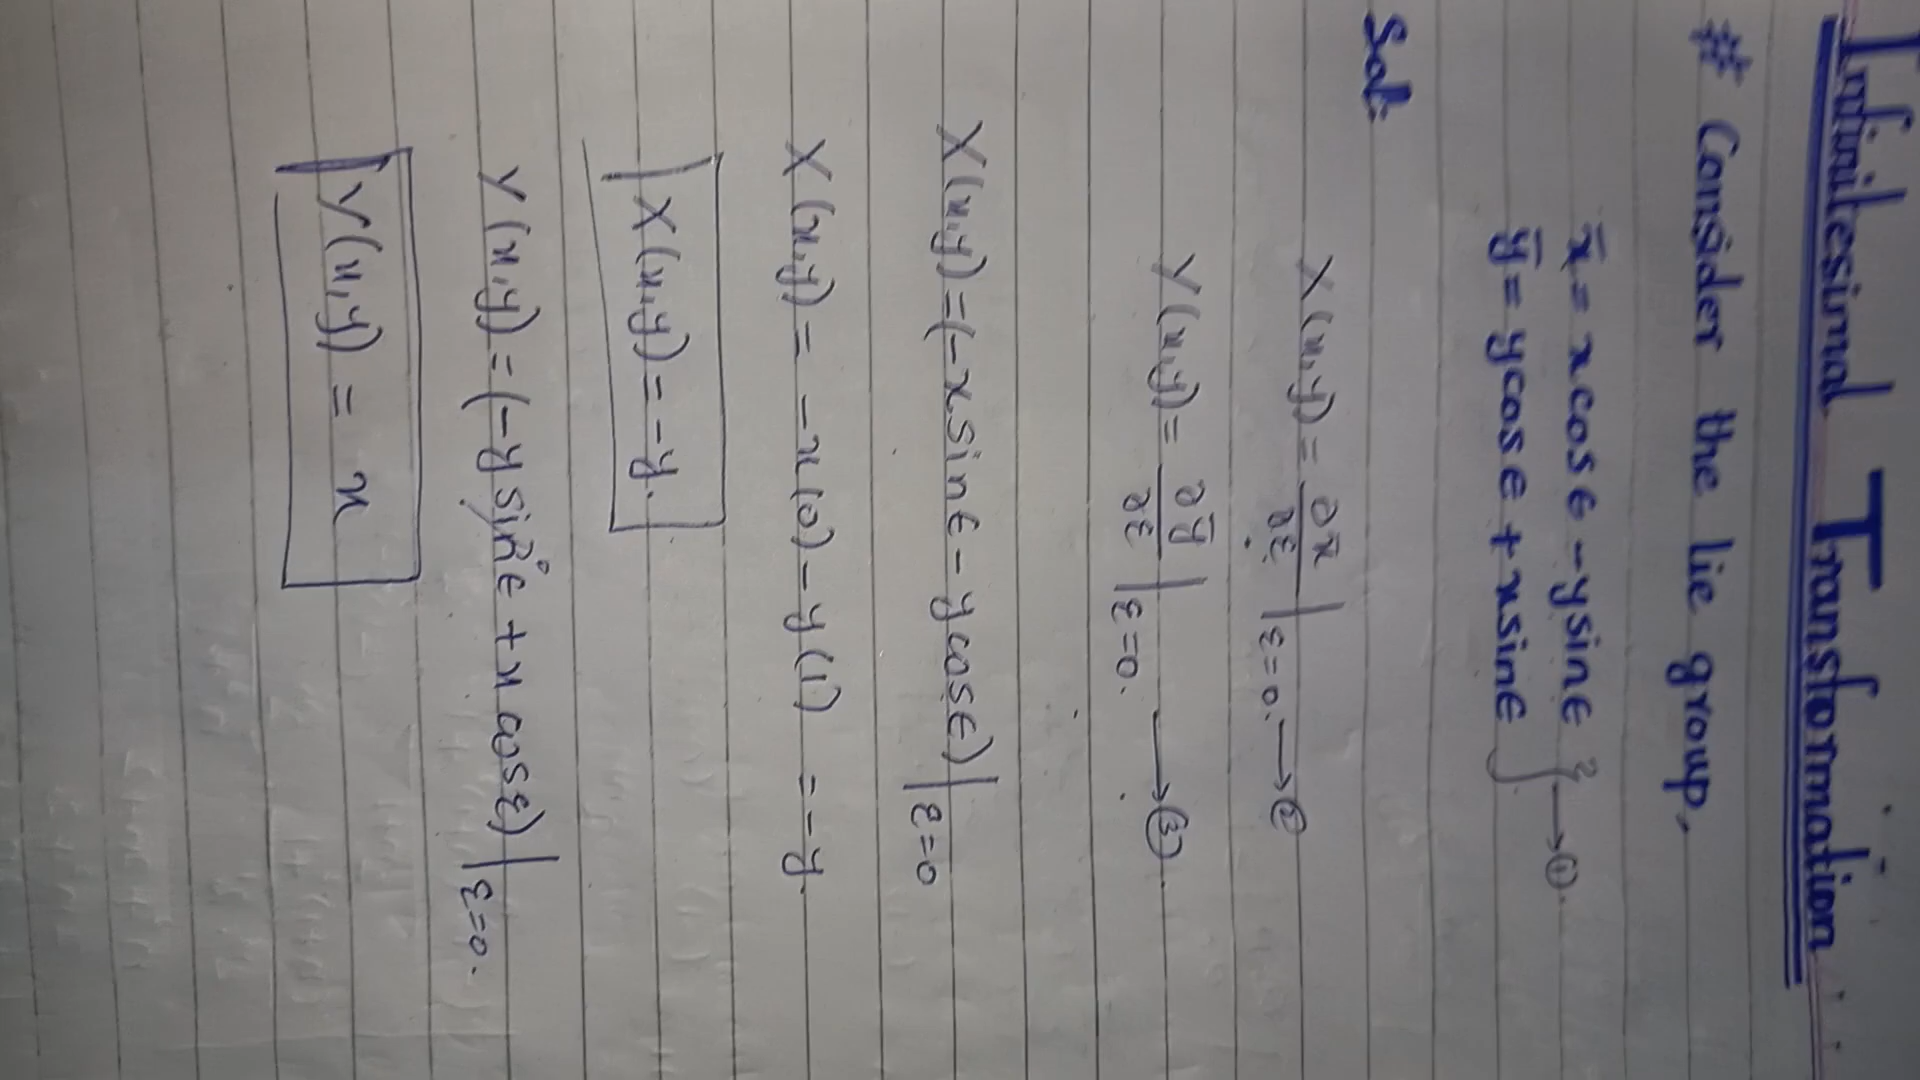 Infinitesimal Transformation
# Consider the lie group,
x̄ = x cos ϵ - y sin ϵ
ȳ = y cos ϵ + x sin ϵ } → ①.
Sol:
X(x,y) = ∂x̄/∂ε | ε=0. → ②
Y(x,y) = ∂ȳ/∂ε | ε=0. → ③
X(x,y) = (-x sin ϵ - y cos ϵ) | ε=0
X(x,y) = -x(0) - y(1) = -y.
X(x,y) = -y.
Y(x,y) = (-y sin ϵ⁰ + x cos ε) | ε=0.
Y(x,y) = x